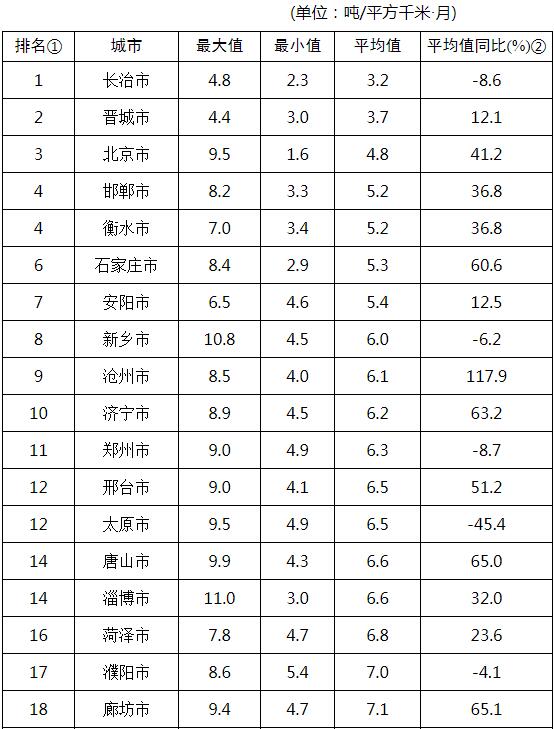 (单位：吨/平方千米·月)
排名① 城市 最大值 最小值 平均值 平均值同比(%)②
1 长治市 4.8 2.3 3.2 -8.6
2 晋城市 4.4 3.0 3.7 12.1
3 北京市 9.5 1.6 4.8 41.2
4 邯郸市 8.2 3.3 5.2 36.8
4 衡水市 7.0 3.4 5.2 36.8
6 石家庄市 8.4 2.9 5.3 60.6
7 安阳市 6.5 4.6 5.4 12.5
8 新乡市 10.8 4.5 6.0 -6.2
9 沧州市 8.5 4.0 6.1 117.9
10 济宁市 8.9 4.5 6.2 63.2
11 郑州市 9.0 4.9 6.3 -8.7
12 邢台市 9.0 4.1 6.5 51.2
12 太原市 9.5 4.9 6.5 -45.4
14 唐山市 9.9 4.3 6.6 65.0
14 淄博市 11.0 3.0 6.6 32.0
16 菏泽市 7.8 4.7 6.8 23.6
17 濮阳市 8.6 5.4 7.0 -4.1
18 廊坊市 9.4 4.7 7.1 65.1